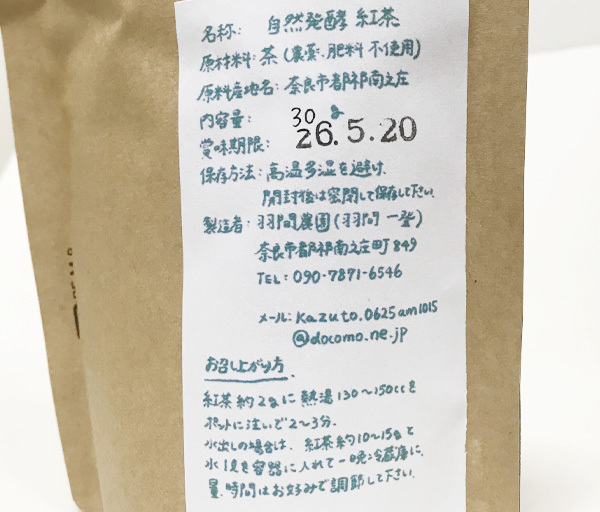 名称: 自然発酵 紅茶
原材料: 茶 (農薬、肥料 不使用)
原料産地名: 奈良市都祁南之庄
内容量: 30g
賞味期限: 26.5.20
保存方法: 高温多湿を避け、
開封後は密閉して保存して下さい。
製造者: 羽間農園 (羽間 一登)
奈良市都祁南之庄町 849
TEL: 090-7871-6546
メール: kazuto.0625am1015
@docomo.ne.jp
お召し上がり方
紅茶約2gに熱湯130〜150ccを
ポットに注いで2〜3分.
水出しの場合は、紅茶約10〜15gと
水1ℓを容器に入れて一晩冷蔵庫に.
量、時間はお好みで調節して下さい.